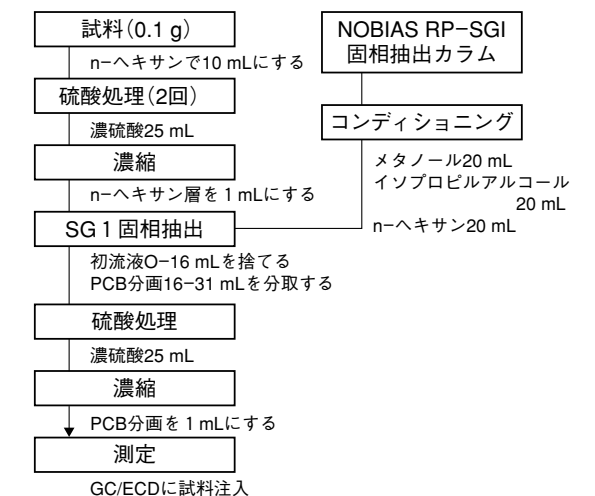 試料(0.1 g)
n−ヘキサンで10 mLにする
硫酸処理(2回)
濃硫酸25 mL
濃縮
n−ヘキサン層を1 mLにする
SG 1 固相抽出
初流液O−16 mLを捨てる
PCB分画16−31 mLを分取する
硫酸処理
濃硫酸25 mL
濃縮
PCB分画を1 mLにする
測定
GC/ECDに試料注入
NOBIAS RP−SGI
固相抽出カラム
コンディショニング
メタノール20 mL
イソプロピルアルコール
20 mL
n−ヘキサン20 mL